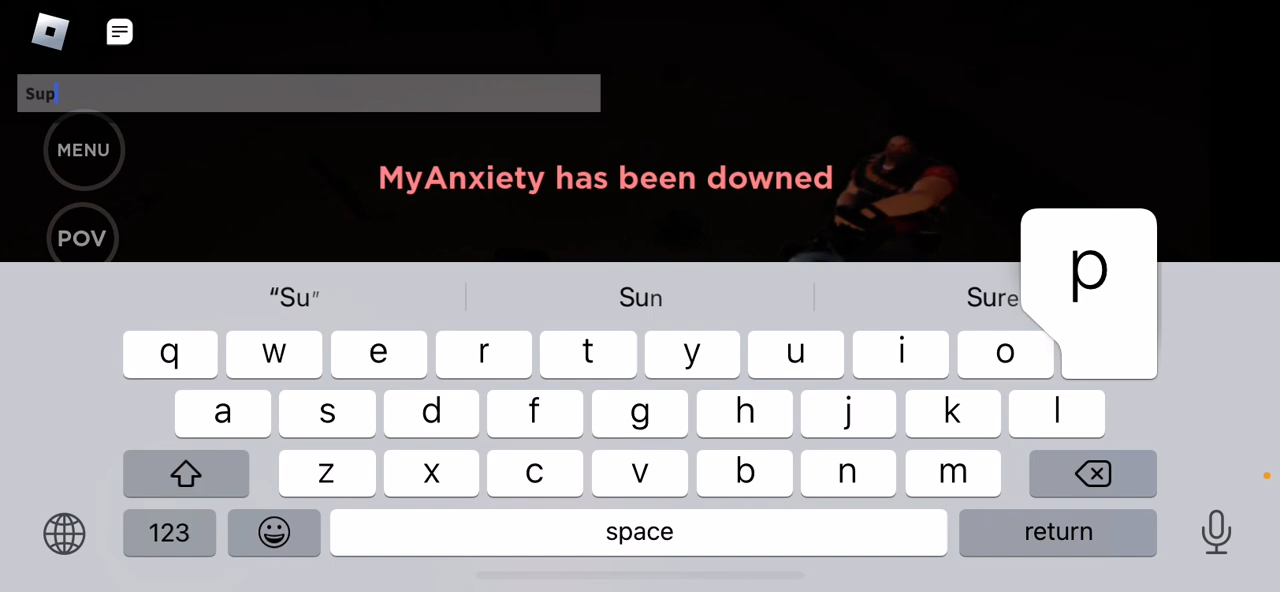 Sup
MENU
MyAnxiety has been downed
POV
“Su” Sun Sure
p
q w e r t y u i o
a s d f g h j k l
z x c v b n m
123 space return